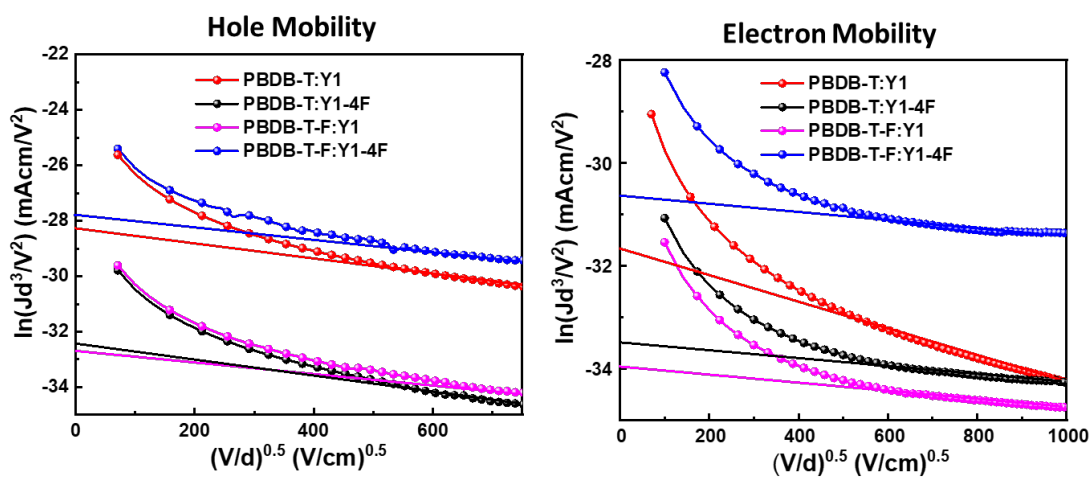 Hole Mobility
-22
-24
-26
-28
-30
-32
-34
ln(Jd³/V²) (mAcm/V²)
PBDB-T:Y1
PBDB-T:Y1-4F
PBDB-T-F:Y1
PBDB-T-F:Y1-4F
0 200 400 600
(V/d)⁰·⁵ (V/cm)⁰·⁵
Electron Mobility
-28
-30
-32
-34
ln(Jd³/V²) (mAcm/V²)
PBDB-T:Y1
PBDB-T:Y1-4F
PBDB-T-F:Y1
PBDB-T-F:Y1-4F
0 200 400 600 800 1000
(V/d)⁰·⁵ (V/cm)⁰·⁵